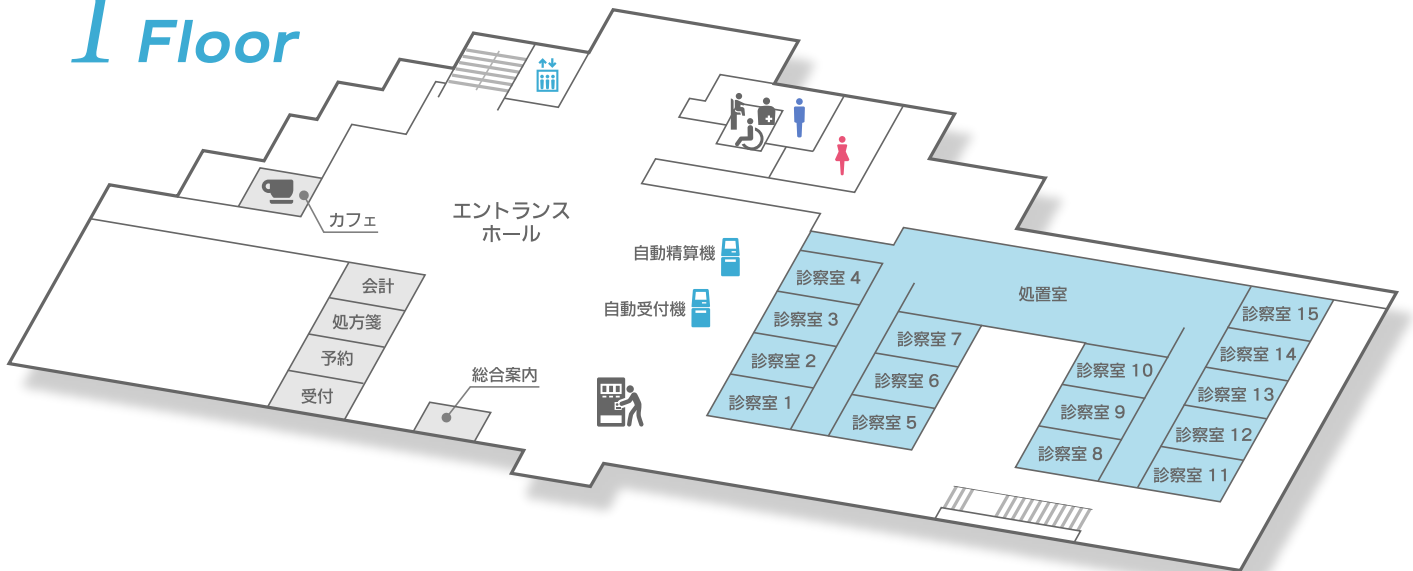 1 Floor
カフェ
エントランス
ホール
自動精算機
自動受付機
会計
処方箋
予約
受付
総合案内
処置室
診察室 4
診察室 3
診察室 2
診察室 1
診察室 7
診察室 6
診察室 5
診察室 10
診察室 9
診察室 8
診察室 15
診察室 14
診察室 13
診察室 12
診察室 11